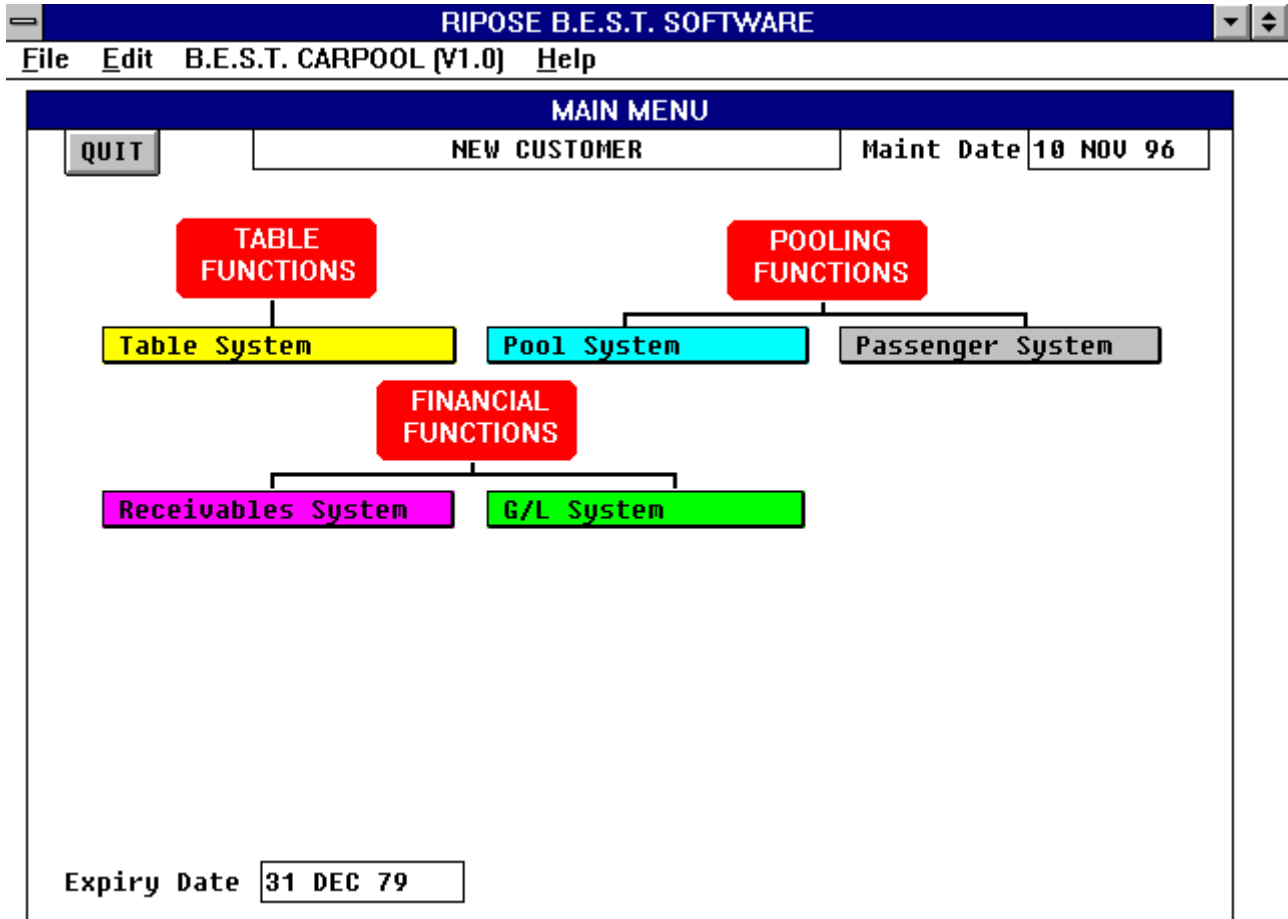 RIPOSE B.E.S.T. SOFTWARE
File Edit B.E.S.T. CARPOOL (V1.0) Help
MAIN MENU
QUIT NEW CUSTOMER Maint Date 10 NOV 96
TABLE FUNCTIONS
POOLING FUNCTIONS
Table System Pool System Passenger System
FINANCIAL FUNCTIONS
Receivables System G/L System
Expiry Date 31 DEC 79